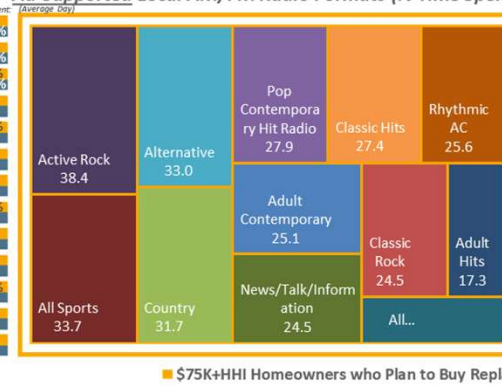 (Average Day)
Active Rock
38.4
Alternative
33.0
Pop
Contempora
ry Hit Radio
27.9
Classic Hits
27.4
Rhythmic
AC
25.6
Adult
Contemporary
25.1
Classic
Rock
24.5
Adult
Hits
17.3
All Sports
33.7
Country
31.7
News/Talk/Inform
ation
24.5
All...
$75K+HHI Homeowners who Plan to Buy Repl